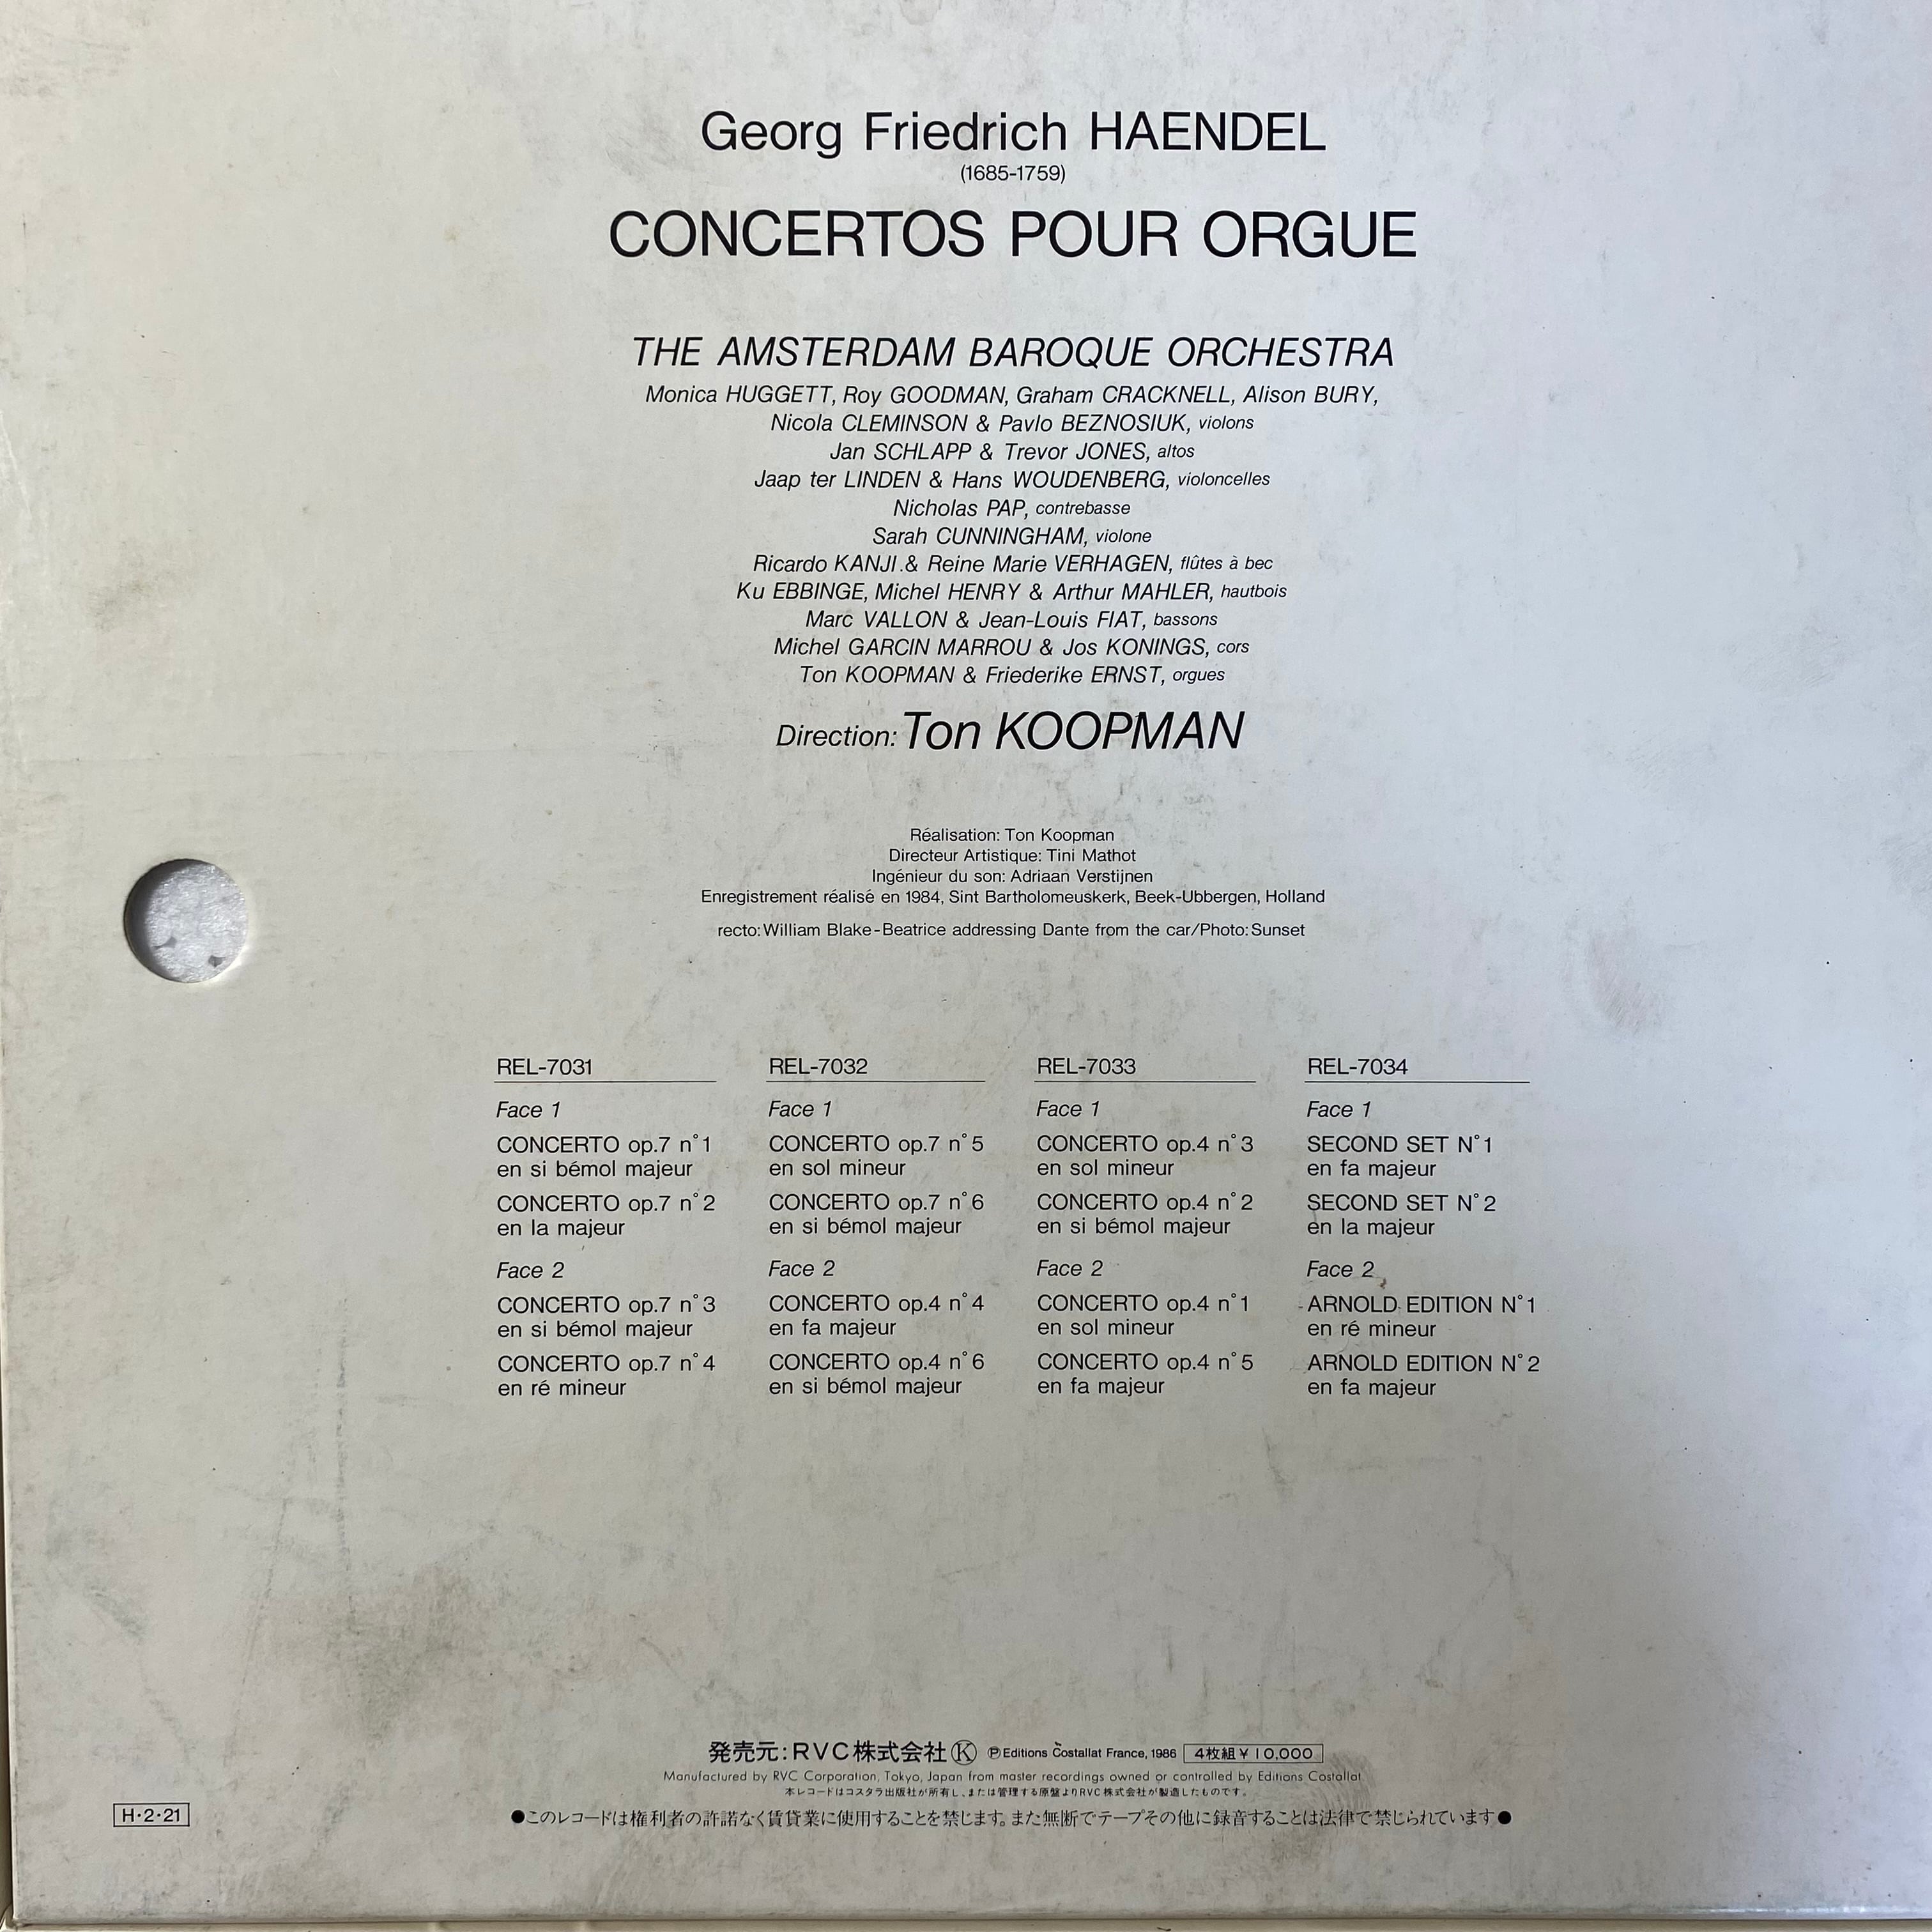 Georg Friedrich HAENDEL
(1685-1759)
CONCERTOS POUR ORGUE
THE AMSTERDAM BAROQUE ORCHESTRA
Monica HUGGETT, Roy GOODMAN, Graham CRACKNELL, Alison BURY,
Nicola CLEMINSON & Pavlo BEZNOSIUK, violons
Jan SCHLAPP & Trevor JONES, altos
Jaap ter LINDEN & Hans WOUDENBERG, violoncelles
Nicholas PAP, contrebasse
Sarah CUNNINGHAM, violone
Ricardo KANJI & Reine Marie VERHAGEN, flûtes à bec
Ku EBBINGE, Michel HENRY & Arthur MAHLER, hautbois
Marc VALLON & Jean-Louis FIAT, bassons
Michel GARCIN MARROU & Jos KONINGS, cors
Ton KOOPMAN & Friederike ERNST, orgues
Direction: Ton KOOPMAN
Réalisation: Ton Koopman
Directeur Artistique: Tini Mathot
Ingénieur du son: Adriaan Verstijnen
Enregistrement réalisé en 1984, Sint Bartholomeuskerk, Beek-Ubbergen, Holland
recto: William Blake-Beatrice addressing Dante from the car/Photo: Sunset
REL-7031
Face 1
CONCERTO op.7 n°1
en si bémol majeur
CONCERTO op.7 n°2
en la majeur
Face 2
CONCERTO op.7 n°3
en si bémol majeur
CONCERTO op.7 n°4
en ré mineur
REL-7032
Face 1
CONCERTO op.7 n°5
en sol mineur
CONCERTO op.7 n°6
en si bémol majeur
Face 2
CONCERTO op.4 n°4
en fa majeur
CONCERTO op.4 n°6
en si bémol majeur
REL-7033
Face 1
CONCERTO op.4 n°3
en sol mineur
CONCERTO op.4 n°2
en si bémol majeur
Face 2
CONCERTO op.4 n°1
en sol mineur
CONCERTO op.4 n°5
en fa majeur
REL-7034
Face 1
SECOND SET N°1
en fa majeur
SECOND SET N°2
en la majeur
Face 2
ARNOLD EDITION N°1
en ré mineur
ARNOLD EDITION N°2
en fa majeur
発売元:RVC株式会社 Ⓚ ℗Editions Costallat France, 1986 4枚組¥10,000
Manufactured by RVC Corporation, Tokyo, Japan from master recordings owned or controlled by Editions Costallat
本レコードはコスタラ出版社が所有し、または管理する原盤よりRVC株式会社が製造したものです。
H・2・21
●このレコードは権利者の許諾なく賃貸業に使用することを禁じます。また無断でテープその他に録音することは法律で禁じられています●